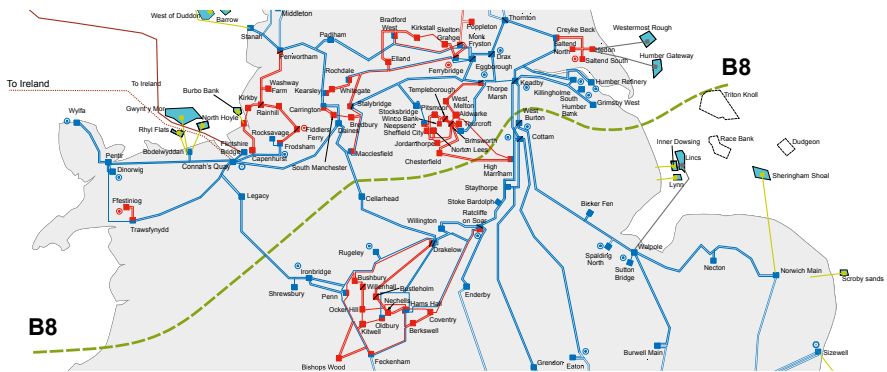 West of Duddon
Barrow
Middleton
Stanah
Padiham
Bradford
West
Kirkstall
Skelton
Grange
Poppleton
Monk
Fryston
Thornton
Creyke Beck
Saltend
North
Hedon
Saltend South
Westermost Rough
Humber Gateway
B8
Penwortham
Elland
Drax
Eggborough
Ferrybridge
Rochdale
Washway
Farm
Kearsley
Whitegate
Templeborough
Thorpe
Marsh
Keadby
Killingholme
Humber Refinery
South
Humber
Bank
Grimsby West
Triton Knoll
To Ireland
To Ireland
Burbo Bank
Kirkby
Rainhill
Carrington
Stalybridge
Pitsmoor
West
Melton
Aldwarke
Thurcroft
Stocksbridge
Winco Bank
Neepsend
Sheffield City
Jordanthorpe
Brinsworth
Norton Lees
Chesterfield
West
Burton
Cottam
Wylfa
Gwynt y Mor
North Hoyle
Rhyl Flats
Bodelwyddan
Rocksavage
Fiddlers
Ferry
Daines
Bredbury
Macclesfield
Flintshire
Bridge
Frodsham
Capenhurst
South Manchester
Connah's Quay
Pentir
Dinorwig
Ffestiniog
Trawsfynydd
Legacy
Cellarhead
High
Marnham
Staythorpe
Stoke Bardolph
Ratcliffe
on Soar
Willington
Drakelow
Race Bank
Dudgeon
Inner Dowsing
Lincs
Lynn
Sheringham Shoal
Bicker Fen
Spalding
North
Sutton
Bridge
Walpole
Necton
Norwich Main
Scroby sands
Rugeley
Ironbridge
Shrewsbury
Penn
Bushbury
Willenhall
Bustleholm
Nechells
Hams Hall
Ocker Hill
Oldbury
Kitwell
Coventry
Berkswell
Enderby
B8
Bishops Wood
Feckenham
Grendon
Eaton
Burwell Main
Sizewell